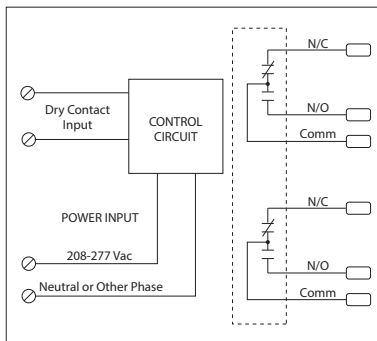 Dry Contact
Input
CONTROL
CIRCUIT
POWER INPUT
208-277 Vac
Neutral or Other Phase
N/C
N/O
Comm
N/C
N/O
Comm